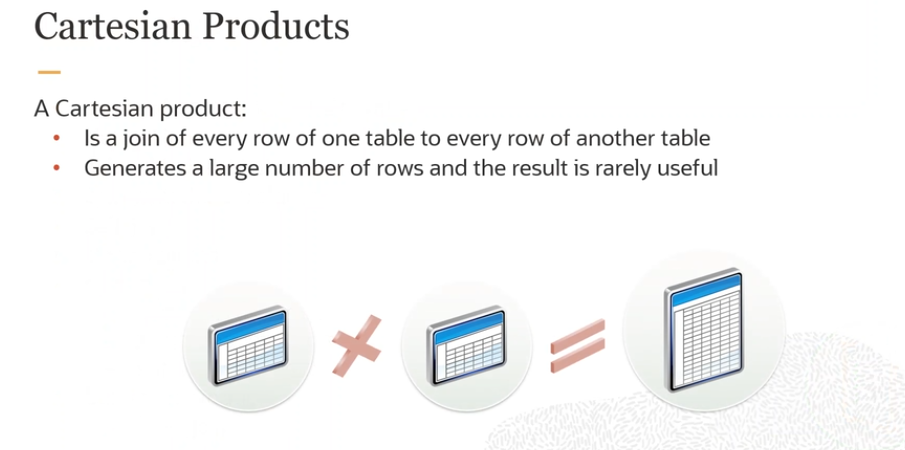 Cartesian Products
A Cartesian product:
• Is a join of every row of one table to every row of another table
• Generates a large number of rows and the result is rarely useful